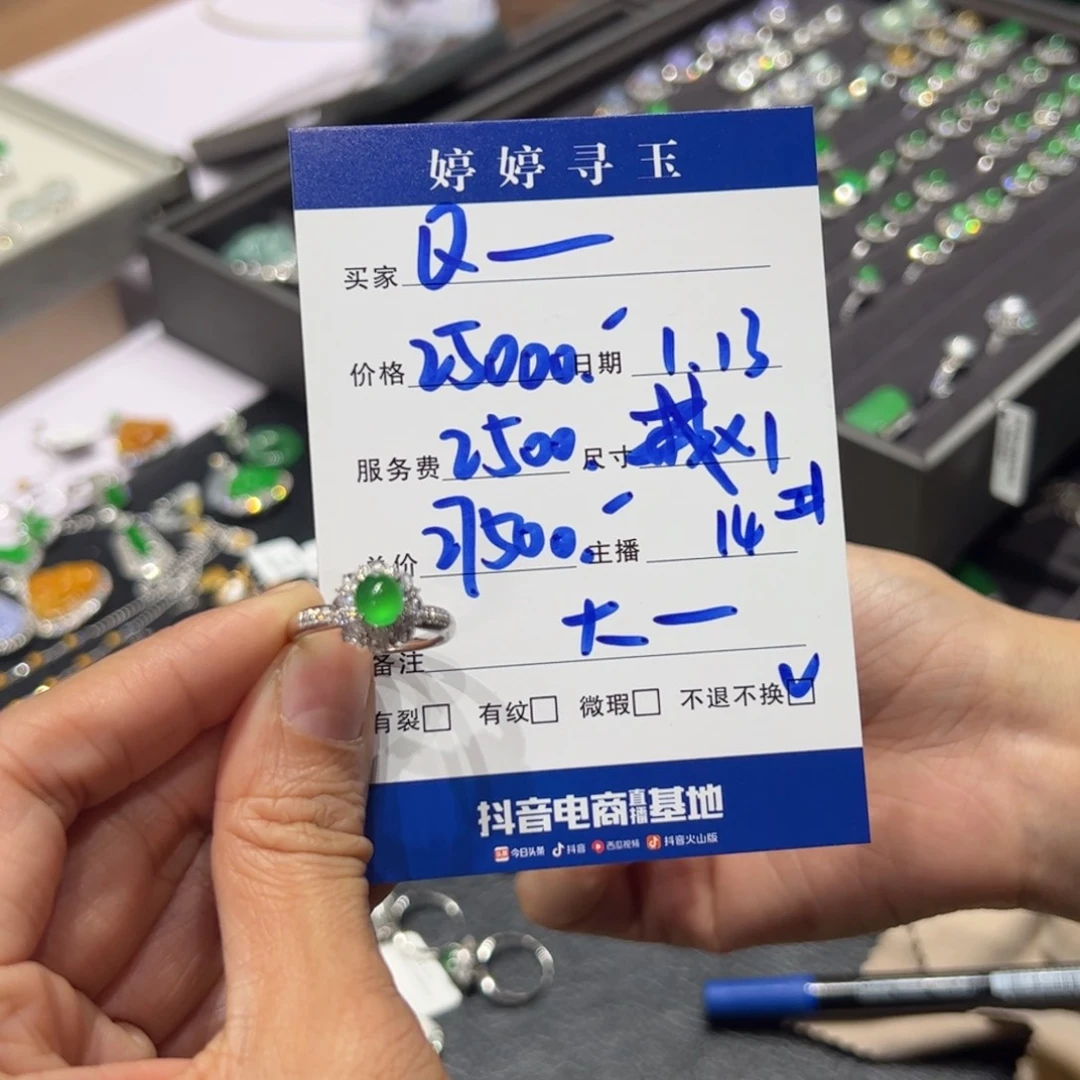 婷婷寻玉
买家 Q一
价格 25000. 日期 1.13
服务费 2500. 尺寸 x1
总价 27500. 主播 14
备注 大一
有裂□ 有纹□ 微瑕□ 不退不换☑
抖音电商直播基地
头条 今日头条 抖音 西瓜视频 抖音火山版